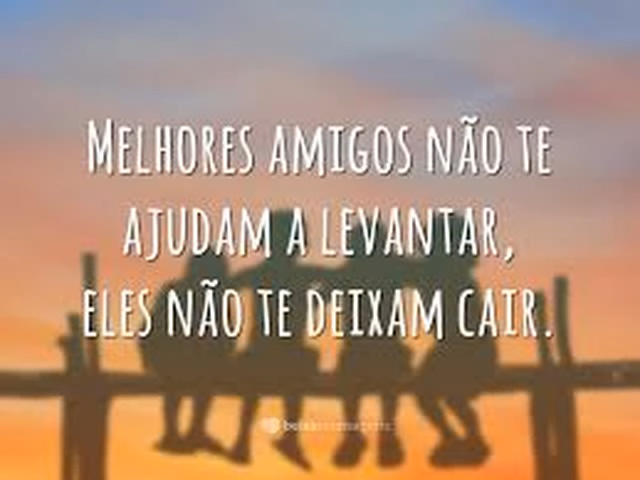 Melhores amigos não te
ajudam a levantar,
eles não te deixam cair.